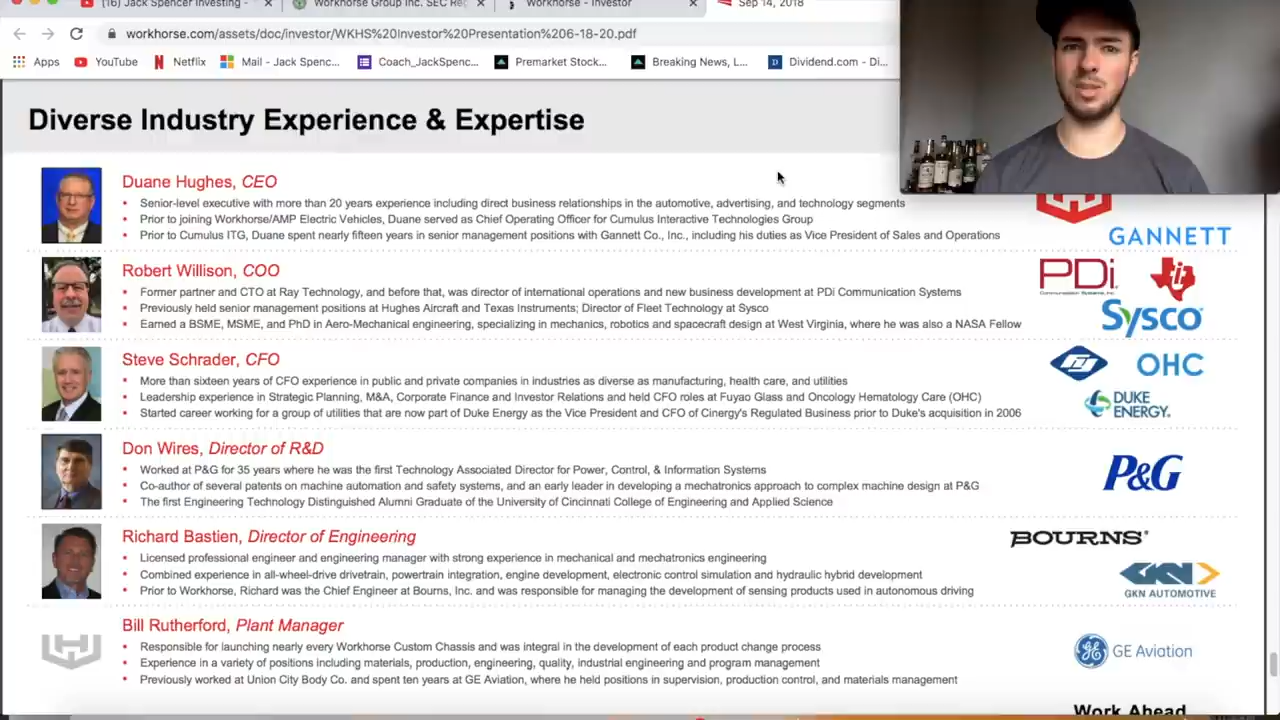 (16) Jack Spencer Investing -
Workhorse Group Inc. SEC Reg
Workhorse - Investor
Sep 14, 2018
workhorse.com/assets/doc/investor/WKHS%20Investor%20Presentation%206-18-20.pdf
Apps YouTube Netflix Mail - Jack Spenc... Coach_JackSpenc... Premarket Stock... Breaking News, L... Dividend.com - Di...
Diverse Industry Experience & Expertise
Duane Hughes, CEO
• Senior-level executive with more than 20 years experience including direct business relationships in the automotive, advertising, and technology segments
• Prior to joining Workhorse/AMP Electric Vehicles, Duane served as Chief Operating Officer for Cumulus Interactive Technologies Group
• Prior to Cumulus ITG, Duane spent nearly fifteen years in senior management positions with Gannett Co., Inc., including his duties as Vice President of Sales and Operations
GANNETT
Robert Willison, COO
• Former partner and CTO at Ray Technology, and before that, was rector of international operations and new business development at PDi Communication Systems
• Previously held senior management positions at Hughes Aircraft and Texas Instruments; Director of Fleet Technology at Sysco
• Earned a BSME, MSME, and PhD in Aero-Mechanical engineering, specializing in mechanics, robotics and spacecraft design at West Virginia, where he was also a NASA Fellow
PDi
Communication Systems, Inc
Sysco
Steve Schrader, CFO
• More than sixteen years of CFO experience in public and private companies in industries as diverse as manufacturing, health care, and utilities
• Leadership experience in Strategic Planning, M&A, Corporate Finance and Investor Relations and held CFO roles at Fuyao Glass and Oncology Hematology Care (OHC)
• Started career working for a group of utilities that are now part of Duke Energy as the Vice President and CFO of Cinergy's Regulated Business prior to Duke's acquisition in 2006
OHC
DUKE
ENERGY.
Don Wires, Director of R&D
• Worked at P&G for 35 years where he was the first Technology Associated Director for Power, Control, & Information Systems
• Co-author of several patents on machine automation and safety systems, and an early leader in developing a mechatronics approach to complex machine design at P&G
• The first Engineering Technology Distinguished Alumni Graduate of the University of Cincinnati College of Engineering and Applied Science
P&G
Richard Bastien, Director of Engineering
• Licensed professional engineer and engineering manager with strong experience in mechanical and mechatronics engineering
• Combined experience in all-wheel-drive drivetrain, powertrain integration, engine development, electronic control simulation and hydraulic hybrid development
• Prior to Workhorse, Richard was the Chief Engineer at Bourns, Inc. and was responsible for managing the development of sensing products used in autonomous driving
BOURNS®
GKN AUTOMOTIVE
Bill Rutherford, Plant Manager
• Responsible for launching nearly every Workhorse Custom Chassis and was integral in the development of each product change process
• Experience in a variety of positions including materials, production, engineering, quality, industrial engineering and program management
• Previously worked at Union City Body Co. and spent ten years at GE Aviation, where he held positions in supervision, production control, and materials management
GE Aviation
Work Ahead